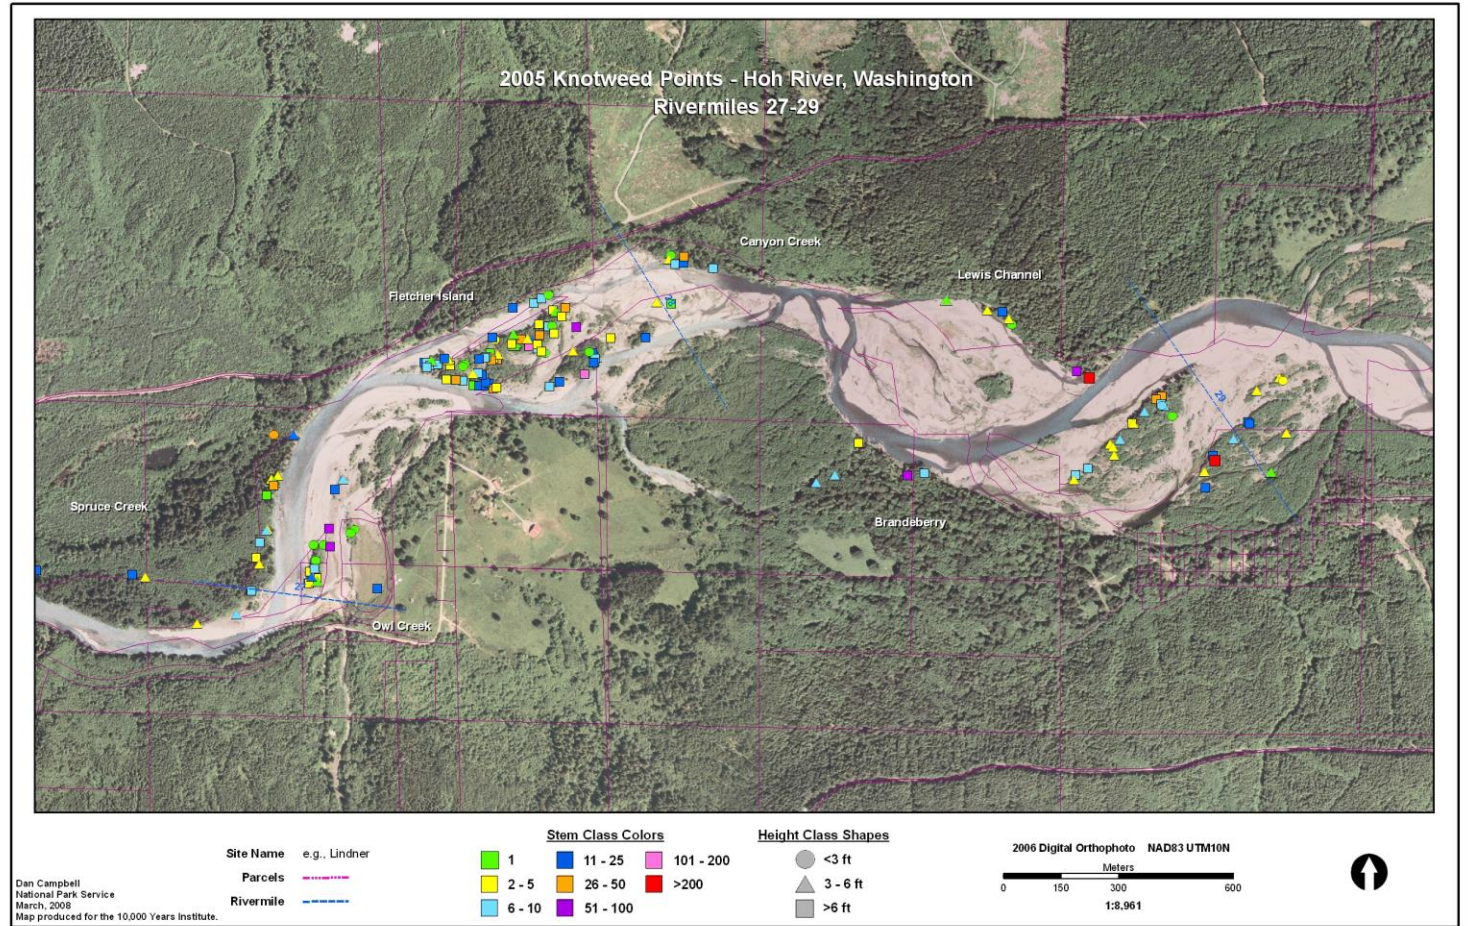 2005 Knotweed Points - Hoh River, Washington
Rivermiles 27-29
Canyon Creek
Lewis Channel
Fletcher Island
29
Spruce Creek
Brandeberry
Owl Creek
Stem Class Colors
Height Class Shapes
Site Name e.g., Lindner
Parcels
Rivermile
1
2 - 5
6 - 10
11 - 25
26 - 50
51 - 100
101 - 200
>200
<3 ft
3 - 6 ft
>6 ft
2006 Digital Orthophoto NAD83 UTM10N
Meters
0 150 300 600
1:8,961
Dan Campbell
National Park Service
March, 2008
Map produced for the 10,000 Years Institute.